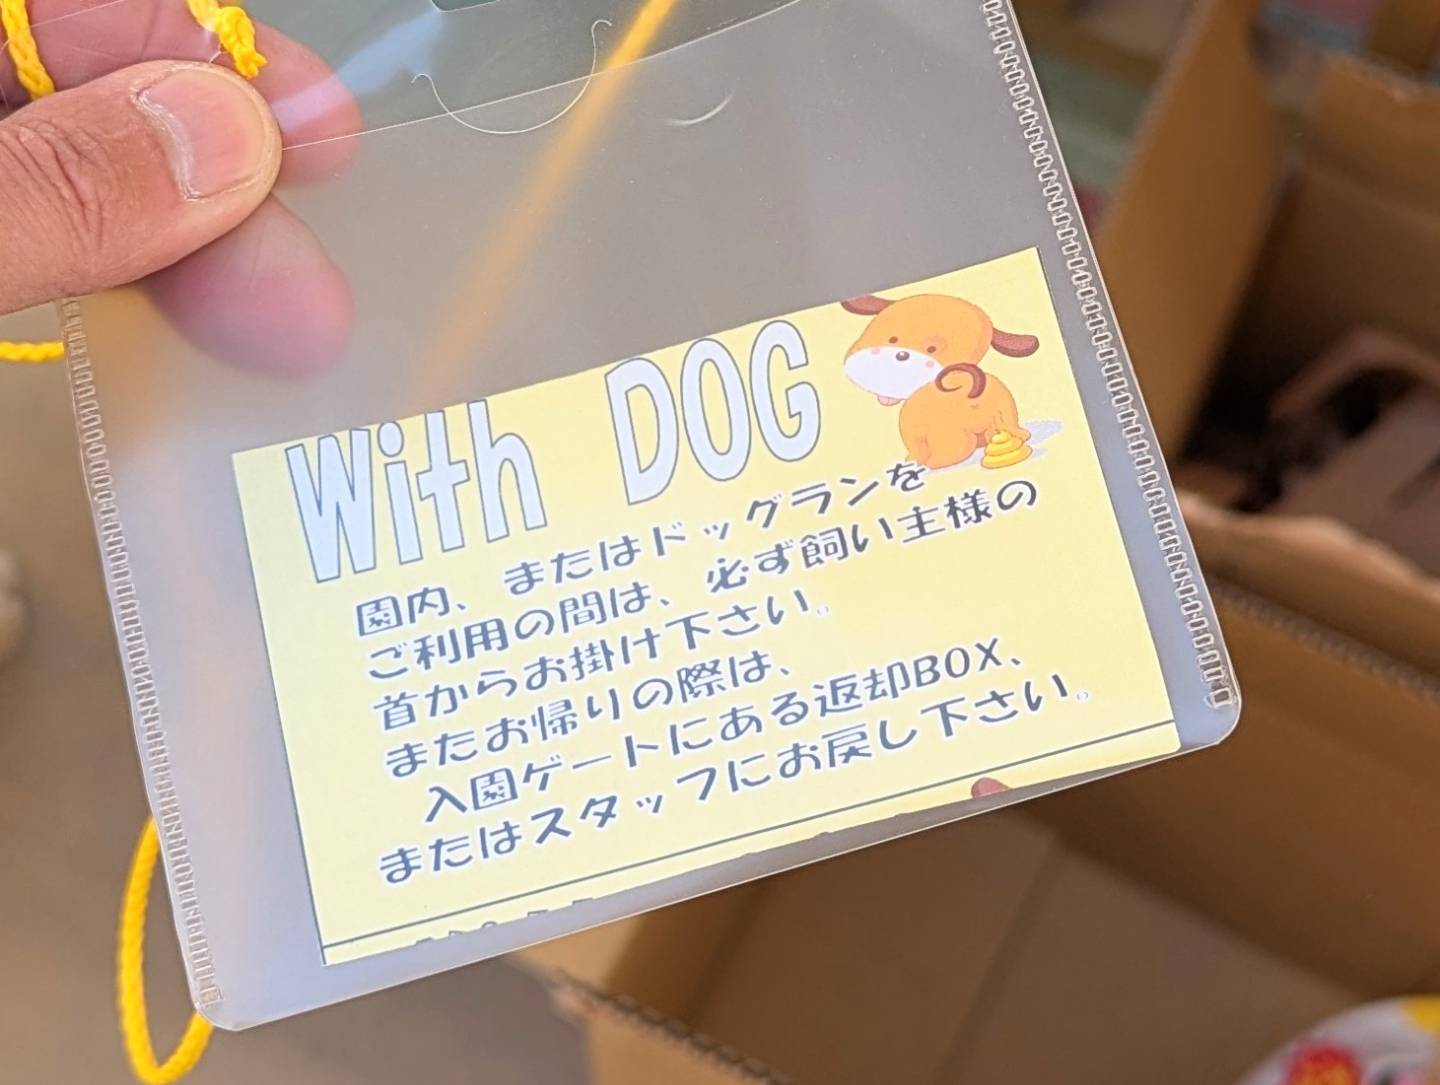 With DOG
園内、またはドッグランを
ご利用の間は、必ず飼い主様の
首からお掛け下さい。
またお帰りの際は、
入園ゲートにある返却BOX、
またはスタッフにお戻し下さい。